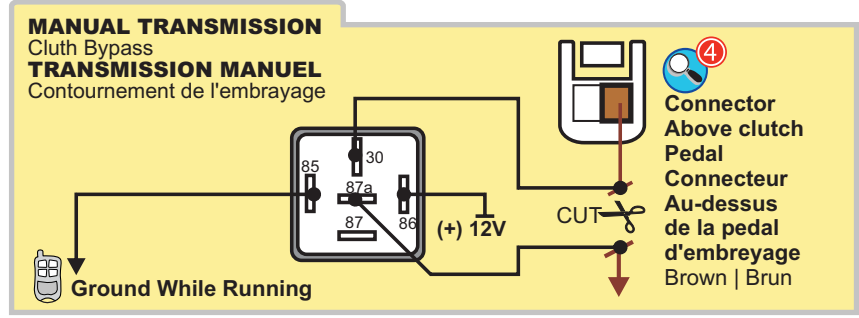 MANUAL TRANSMISSION
Cluth Bypass
TRANSMISSION MANUEL
Contournement de l'embrayage
85
30
87a
87
86
(+) 12V
Ground While Running
CUT
4
Connector
Above clutch
Pedal
Connecteur
Au-dessus
de la pedal
d'embreyage
Brown | Brun